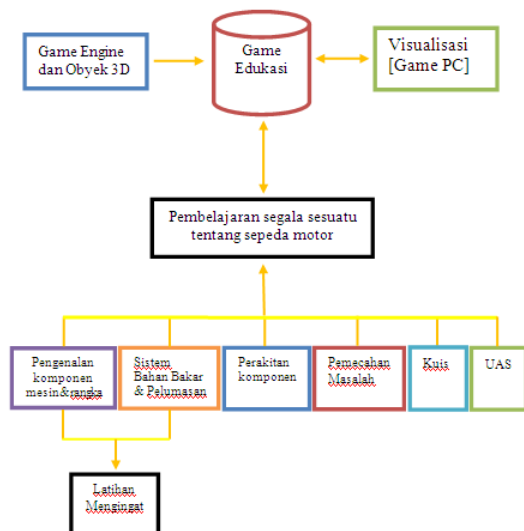 Game Engine
dan Obyek 3D
Game
Edukasi
Visualisasi
[Game PC]
Pembelajaran segala sesuatu
tentang sepeda motor
Pengenalan
komponen
mesin&rangka
Sistem
Bahan Bakar
& Pelumasan
Perakitan
komponen
Pemecahan
Masalah
Kuis
UAS
Latihan
Mengingat